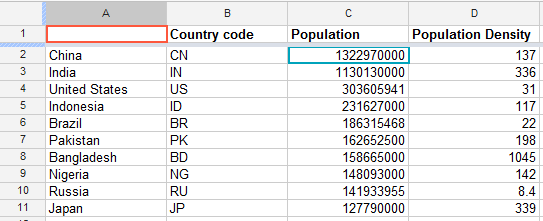 A B C D
1 Country code Population Population Density
2 China CN 1322970000 137
3 India IN 1130130000 336
4 United States US 303605941 31
5 Indonesia ID 231627000 117
6 Brazil BR 186315468 22
7 Pakistan PK 162652500 198
8 Bangladesh BD 158665000 1045
9 Nigeria NG 148093000 142
10 Russia RU 141933955 8.4
11 Japan JP 127790000 339